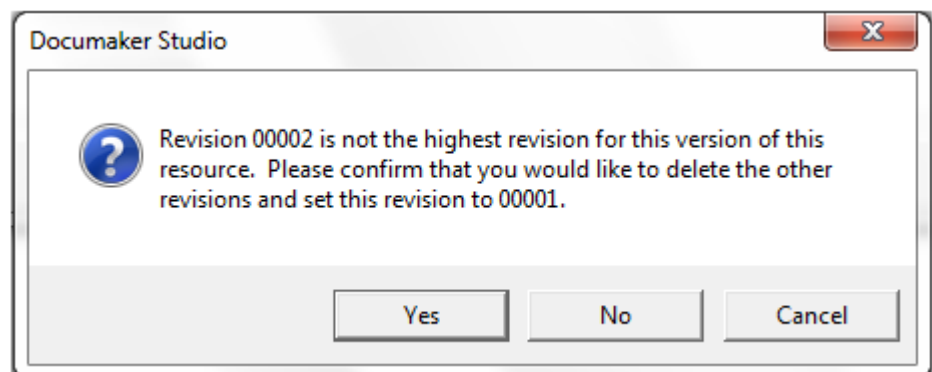 Documaker Studio
Revision 00002 is not the highest revision for this version of this
resource.  Please confirm that you would like to delete the other
revisions and set this revision to 00001.
Yes No Cancel